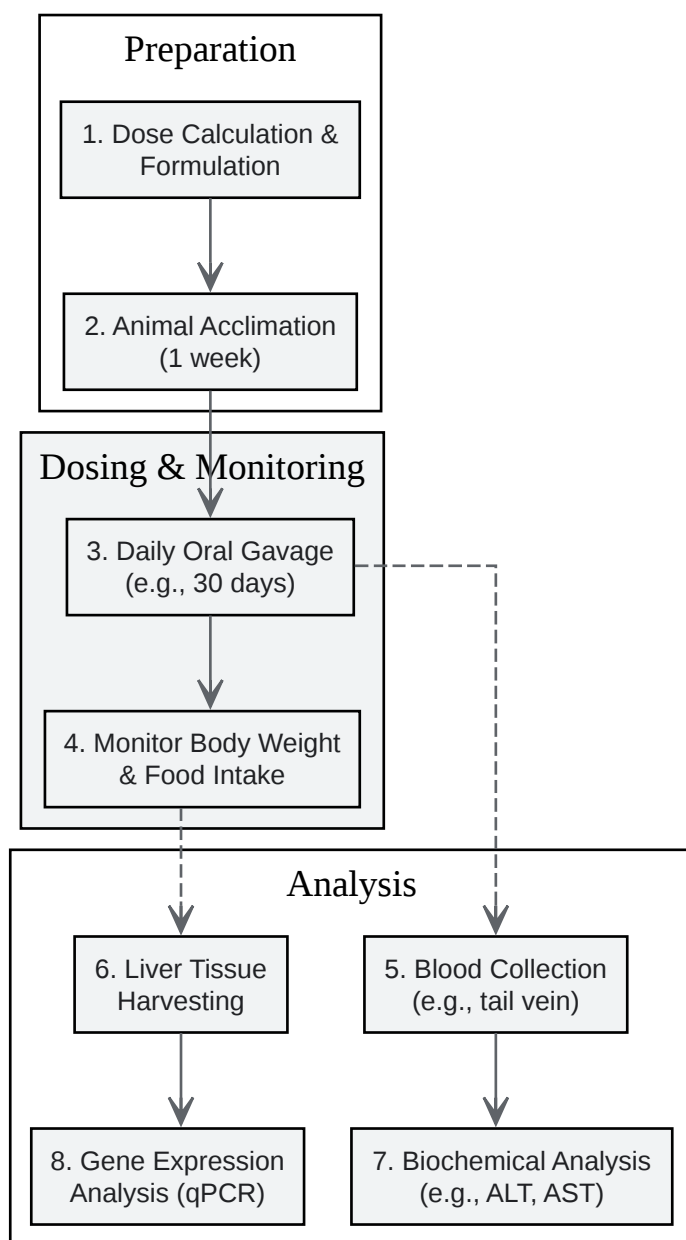 Preparation
1. Dose Calculation &
Formulation
2. Animal Acclimation
(1 week)
Dosing & Monitoring
3. Daily Oral Gavage
(e.g., 30 days)
4. Monitor Body Weight
& Food Intake
Analysis
6. Liver Tissue
Harvesting
5. Blood Collection
(e.g., tail vein)
8. Gene Expression
Analysis (qPCR)
7. Biochemical Analysis
(e.g., ALT, AST)